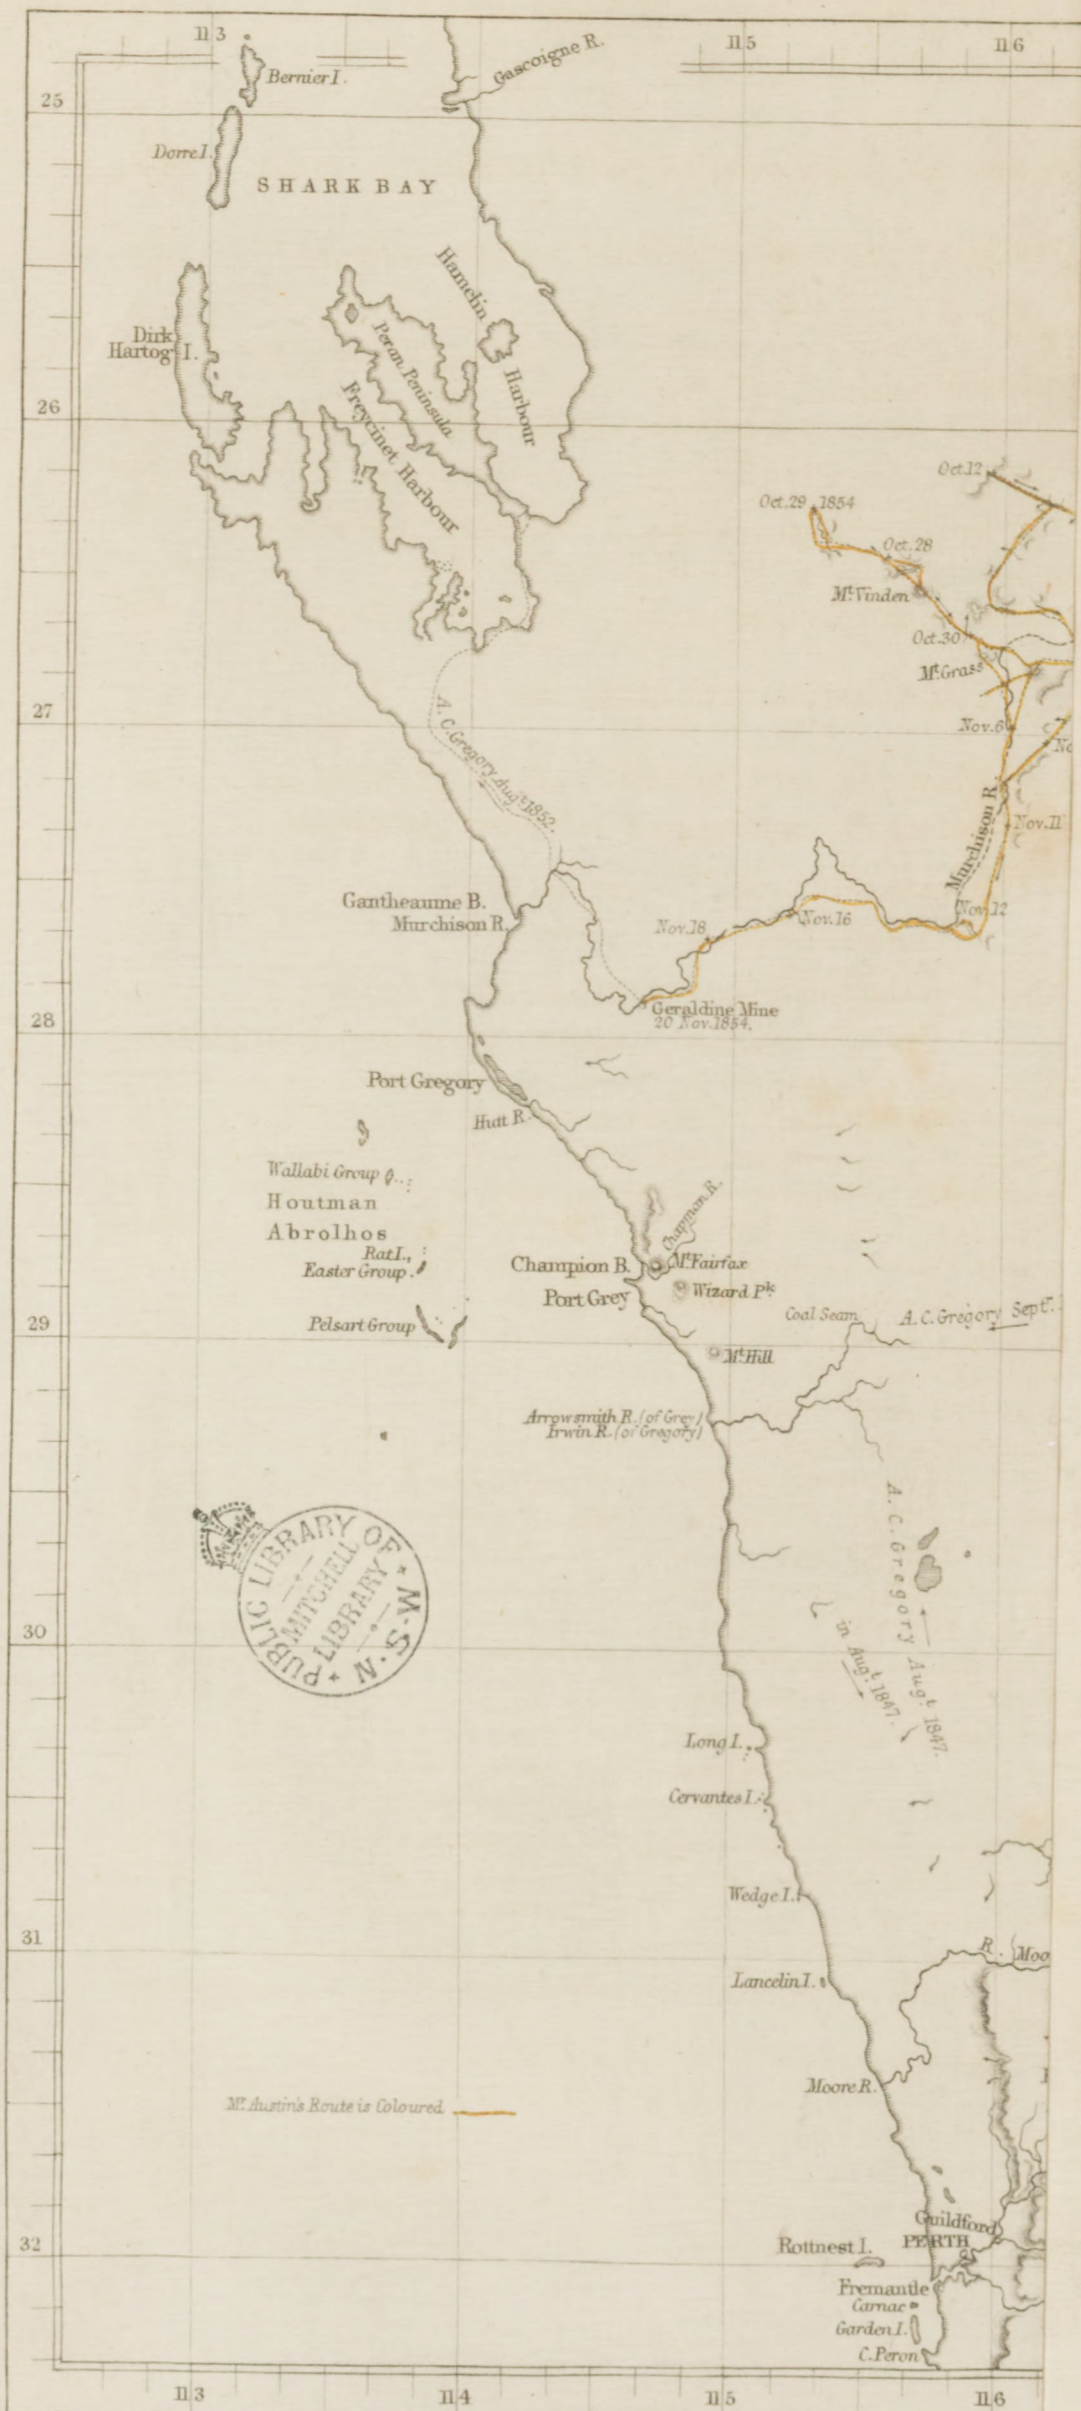 113
115
116
Bernier I.
Gascoigne R.
25
Dorre I.
SHARK BAY
Hamelin
Harbour
Dirk
Hartog I.
Peran Peninsula
Freycinet Harbour
26
Oct. 12
Oct. 29 1854
Oct. 28
Mt. Vinden
Oct. 30
Mt. Grass
27
A. C. Gregory Augt. 1852.
Nov. 6
Murchison R.
Nov. 11
Gantheaume B.
Murchison R.
Nov. 12
Nov. 16
Nov. 18
Geraldine Mine
20 Nov. 1854.
28
Port Gregory
Hutt R.
Wallabi Group
Houtman
Abrolhos
Rat I.
Easter Group
Chapman R.
Champion B.
Mt. Fairfax
Port Grey
Wizard Pk.
Pelsart Group
29
Coal Seam
A. C. Gregory Septr.
Mt. Hill
Arrowsmith R. (of Grey)
Irwin R. (of Gregory)
PUBLIC LIBRARY OF N.S.W.
MITCHELL
LIBRARY
A. C. Gregory Augt. 1847.
in Augt. 1847.
30
Long I.
Cervantes I.
Wedge I.
31
R. Moo
Lancelin I.
Moore R.
Mr. Austin's Route is Coloured
Guildford
32
Rottnest I.
PERTH
Fremantle
Carnac
Garden I.
C. Peron
113
114
115
116